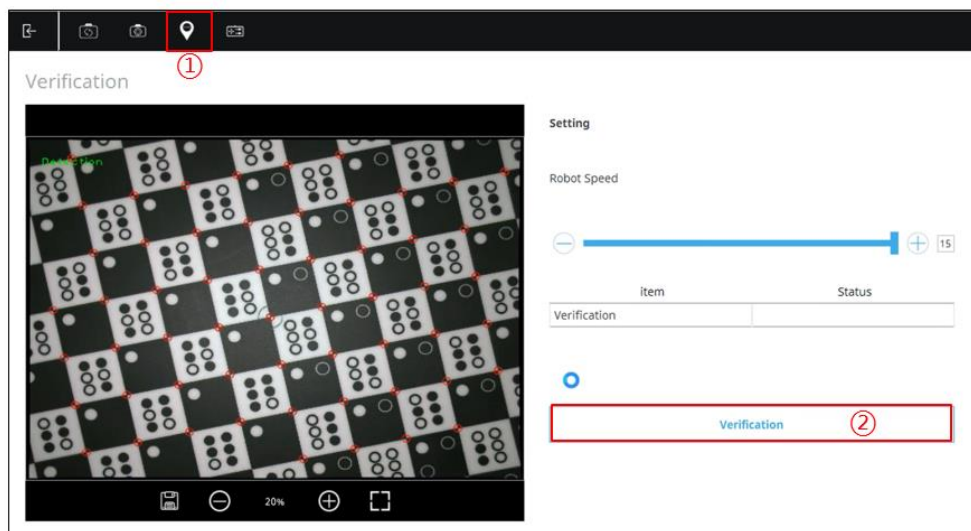 ①
Verification
Detection
Setting
Robot Speed
15
item Status
Verification
Verification ②
20%